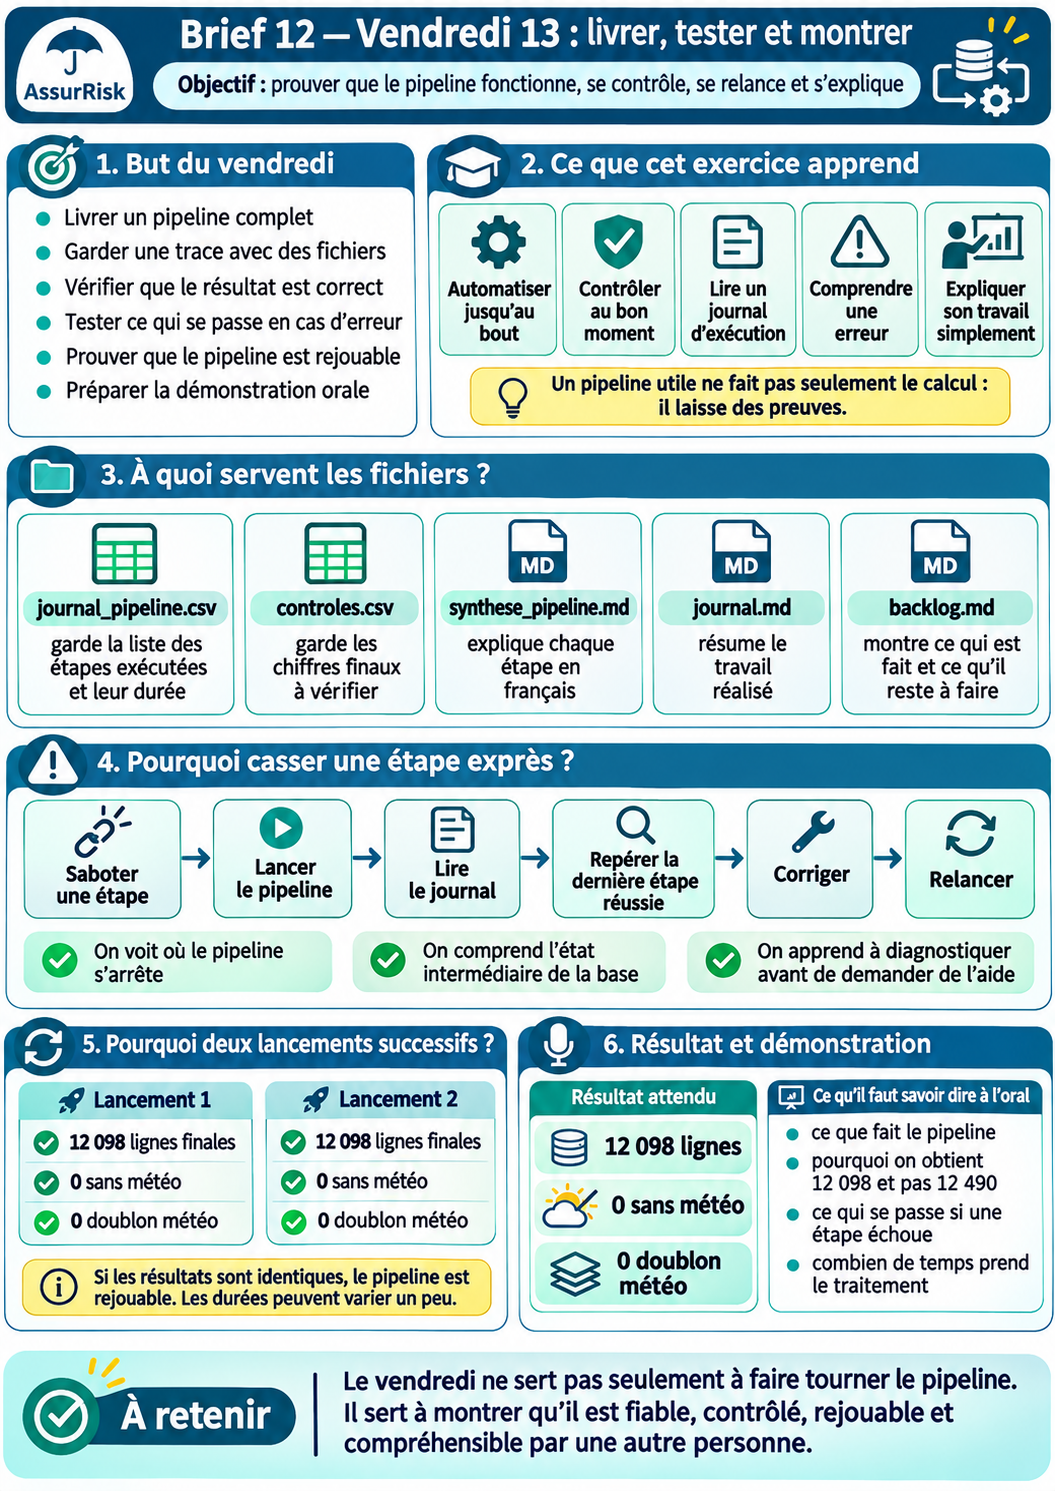 AssurRisk
Brief 12 — Vendredi 13 : livrer, tester et montrer
Objectif : prouver que le pipeline fonctionne, se contrôle, se relance et s'explique
1. But du vendredi
Livrer un pipeline complet
Garder une trace avec des fichiers
Vérifier que le résultat est correct
Tester ce qui se passe en cas d'erreur
Prouver que le pipeline est rejouable
Préparer la démonstration orale
2. Ce que cet exercice apprend
Automatiser
jusqu'au
bout
Contrôler
au bon
moment
Lire un
journal
d'exécution
Comprendre
une
erreur
Expliquer
son travail
simplement
Un pipeline utile ne fait pas seulement le calcul :
il laisse des preuves.
3. À quoi servent les fichiers ?
journal_pipeline.csv
garde la liste des
étapes exécutées
et leur durée
controles.csv
garde les
chiffres finaux
à vérifier
MD
synthese_pipeline.md
explique chaque
étape en
français
MD
journal.md
résume le
travail
réalisé
MD
backlog.md
montre ce qui est
fait et ce qu'il
reste à faire
4. Pourquoi casser une étape exprès ?
Saboter
une étape
Lancer
le pipeline
Lire
le journal
Repérer la
dernière étape
réussie
Corriger
Relancer
On voit où le pipeline
s'arrête
On comprend l'état
intermédiaire de la base
On apprend à diagnostiquer
avant de demander de l'aide
5. Pourquoi deux lancements successifs ?
Lancement 1
12 098 lignes finales
0 sans météo
0 doublon météo
Lancement 2
12 098 lignes finales
0 sans météo
0 doublon météo
Si les résultats sont identiques, le pipeline est
rejouable. Les durées peuvent varier un peu.
6. Résultat et démonstration
Résultat attendu
12 098 lignes
0 sans météo
0 doublon
météo
Ce qu'il faut savoir dire à l'oral
ce que fait le pipeline
pourquoi on obtient
12 098 et pas 12 490
ce qui se passe si une
étape échoue
combien de temps prend
le traitement
À retenir
Le vendredi ne sert pas seulement à faire tourner le pipeline.
Il sert à montrer qu'il est fiable, contrôlé, rejouable et
compréhensible par une autre personne.